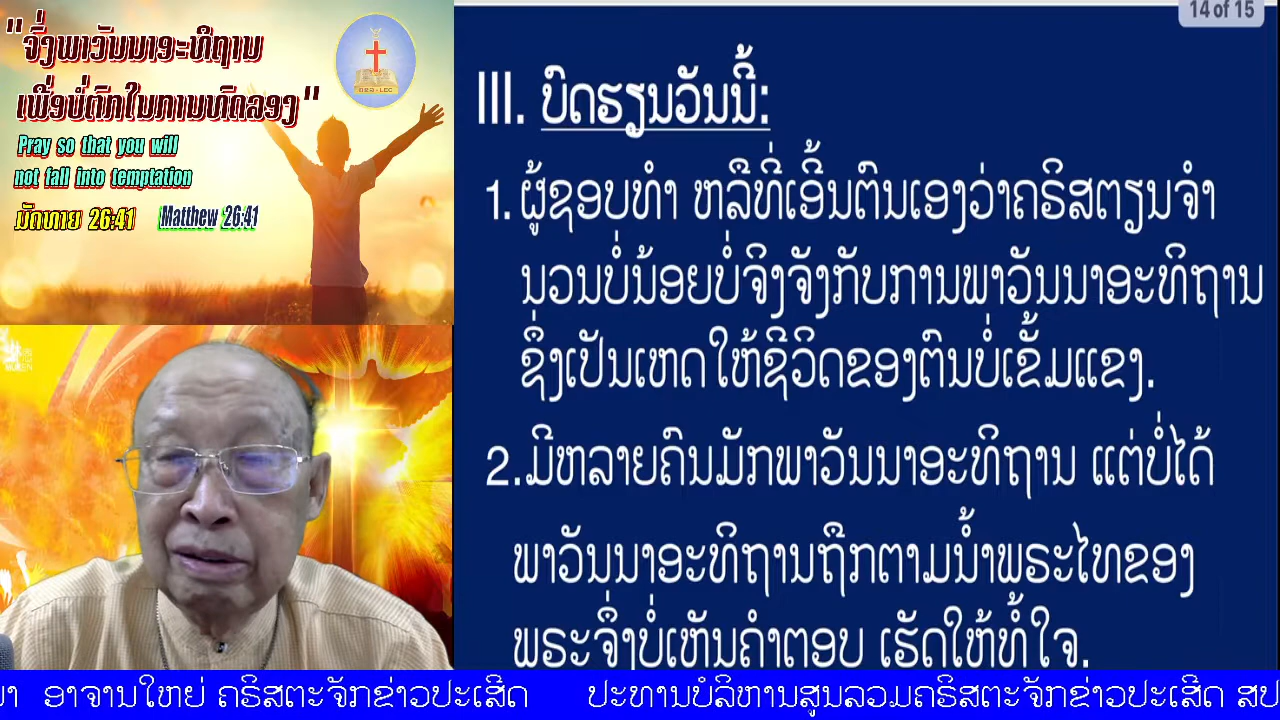 "ຈົ່ງພາວັນນາອະທິຖານ
ເພື່ອບໍ່ຕົກໃນການທົດລອງ"
Pray so that you will
not fall into temptation
ມັດທາຍ 26:41 Matthew 26:41
ຄຂລ - LEC
14 of 15
III. ບົດຮຽນວັນນີ້:
1. ຜູ້ຊອບທຳ ຫລືທີ່ເອີ້ນຕົນເອງວ່າຄຣິສຕຽນຈຳ
ນວນບໍ່ນ້ອຍບໍ່ຈິງຈັງກັບການພາວັນນາອະທິຖານ
ຊຶ່ງເປັນເຫດໃຫ້ຊີວິດຂອງຕົນບໍ່ເຂັ້ມແຂງ.
2. ມີຫລາຍຄົນມັກພາວັນນາອະທິຖານ ແຕ່ບໍ່ໄດ້
ພາວັນນາອະທິຖານຖືກຕາມນ້ຳພຣະໄທຂອງ
ພຣະຈຶ່ງບໍ່ເຫັນຄຳຕອບ ເຮັດໃຫ້ທໍ້ໃຈ.
ອາຈານໃຫຍ່ ຄຣິສຕະຈັກຂ່າວປະເສີດ ປະທານບໍລິຫານສູນລວມຄຣິສຕະຈັກຂ່າວປະເສີດ ສປ